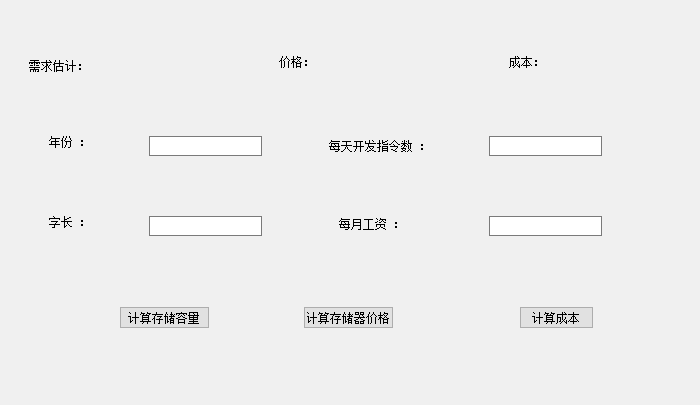 需求估计:
价格:
成本:
年份 :
每天开发指令数 :
字长 :
每月工资 :
计算存储容量
计算存储器价格
计算成本